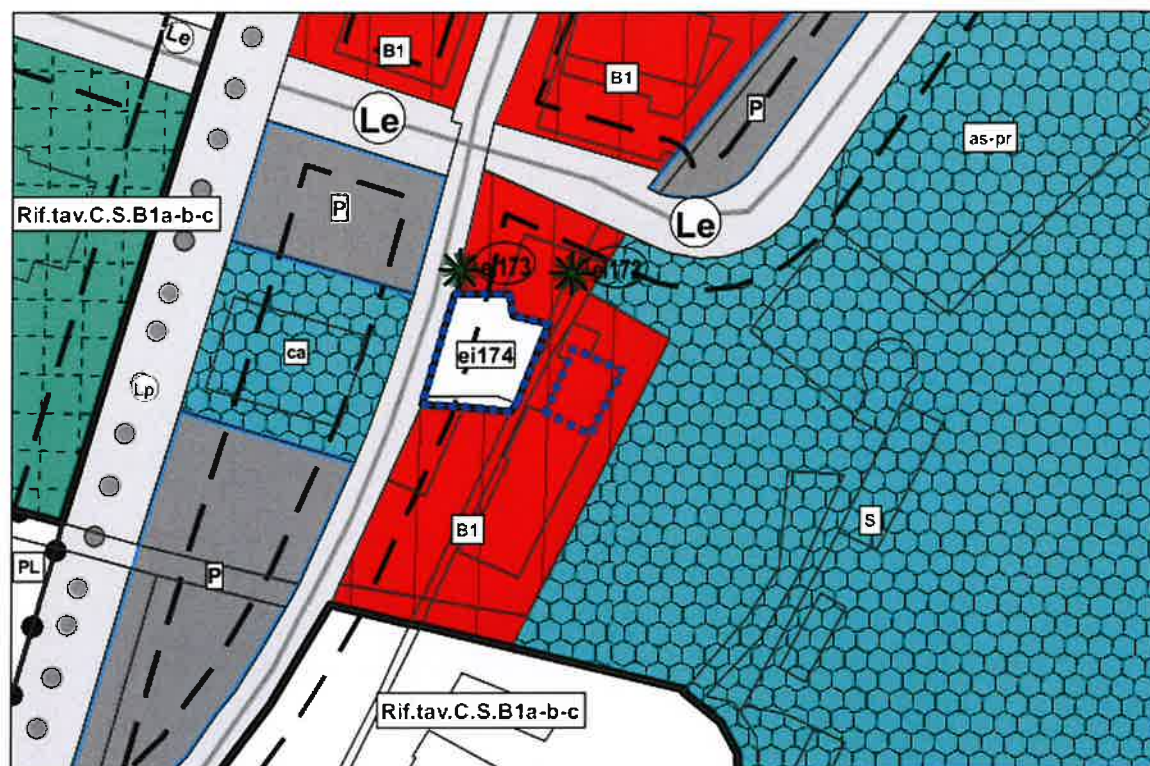 Le
B1
B1
P
as-pr
Le
P
Rif.tav.C.S.B1a-b-c
Le
ei173
ei172
ca
ei174
Lp
B1
S
PL
P
Rif.tav.C.S.B1a-b-c